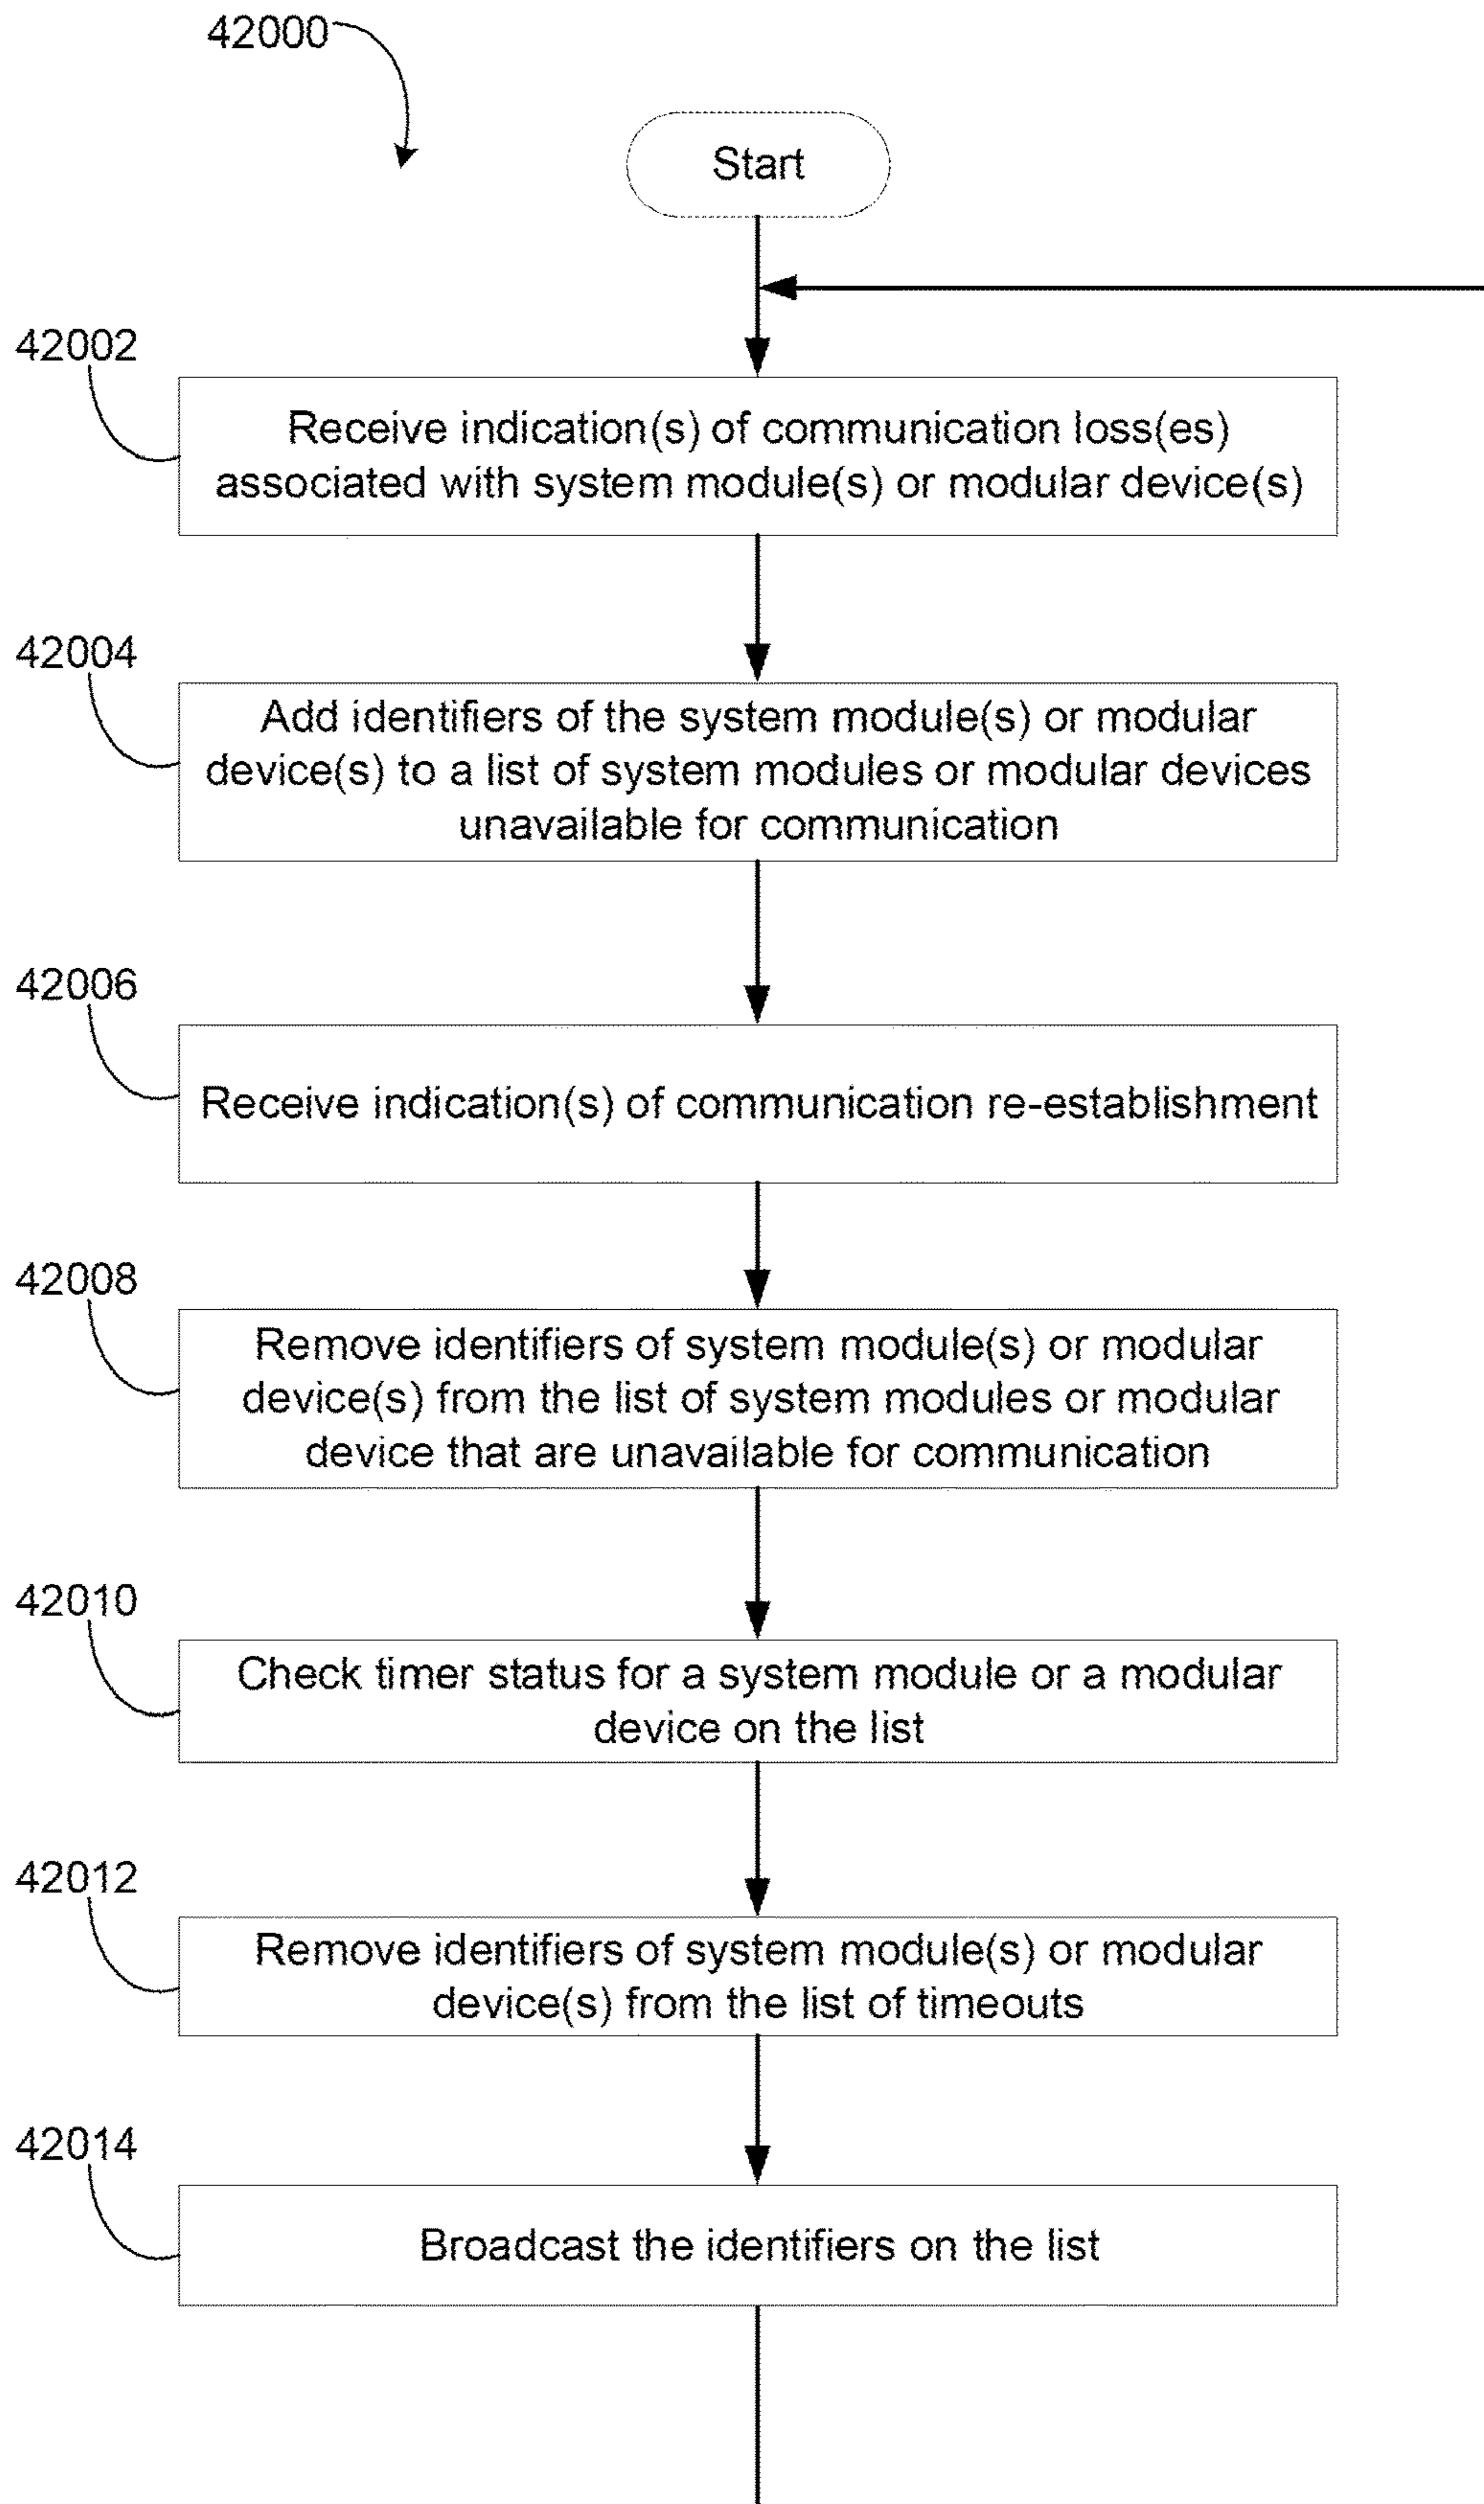 42000
Start
42002
Receive indication(s) of communication loss(es)
associated with system module(s) or modular device(s)
42004
Add identifiers of the system module(s) or modular
device(s) to a list of system modules or modular devices
unavailable for communication
42006
Receive indication(s) of communication re-establishment
42008
Remove identifiers of system module(s) or modular
device(s) from the list of system modules or modular
device that are unavailable for communication
42010
Check timer status for a system module or a modular
device on the list
42012
Remove identifiers of system module(s) or modular
device(s) from the list of timeouts
42014
Broadcast the identifiers on the list